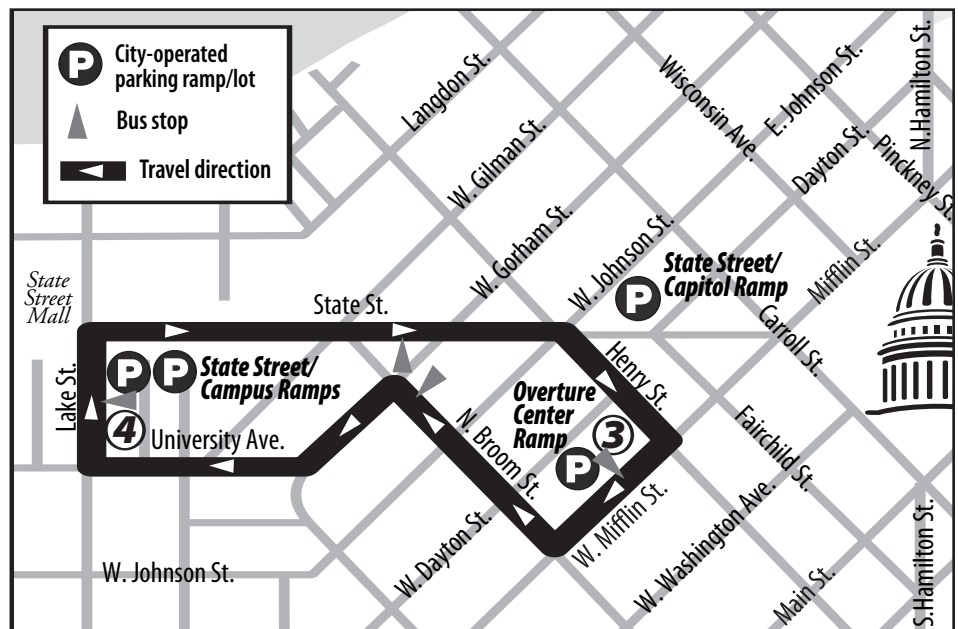 P
City-operated
parking ramp/lot
Bus stop
Travel direction
Langdon St.
Wisconsin Ave.
E. Johnson St.
N.Hamilton St.
W. Gilman St.
Dayton St.
Pinckney St.
W. Gorham St.
W. Johnson St.
Mifflin St.
State Street/
Capitol Ramp
P
State
Street
Mall
State St.
Carroll St.
Henry St.
Lake St.
P P
State Street/
Campus Ramps
Overture
Center
Ramp
3
P
4
University Ave.
N. Broom St.
Fairchild St.
W. Mifflin St.
W. Dayton St.
W. Washington Ave.
Main St.
S.Hamilton St.
W. Johnson St.